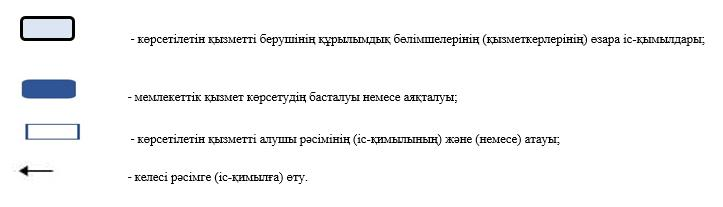 - көрсетілетін қызметті берушінің құрылымдық бөлімшелерінің (қызметкерлерінің) өзара іс-қымылдары;
- мемлекеттік қызмет көрсетудің басталуы немесе аяқталуы;
- көрсетілетін қызметті алушы рәсімінің (іс-қимылының) және (немесе) атауы;
- келесі рәсімге (іс-қимылға) өту.